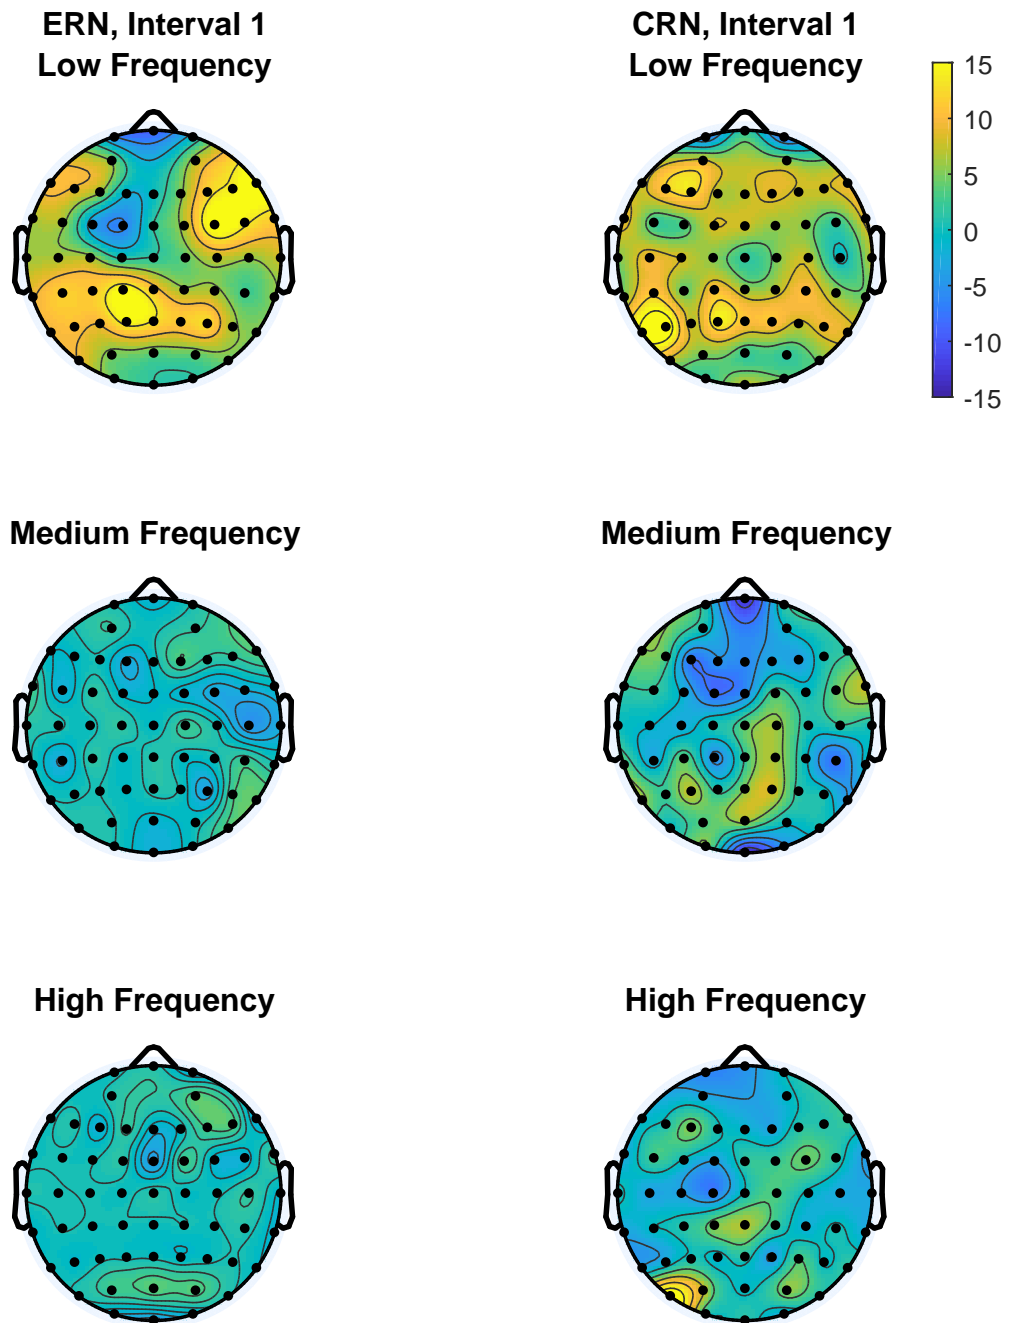 ERN, Interval 1
Low Frequency
CRN, Interval 1
Low Frequency
15
10
5
0
-5
-10
-15
Medium Frequency
Medium Frequency
High Frequency
High Frequency